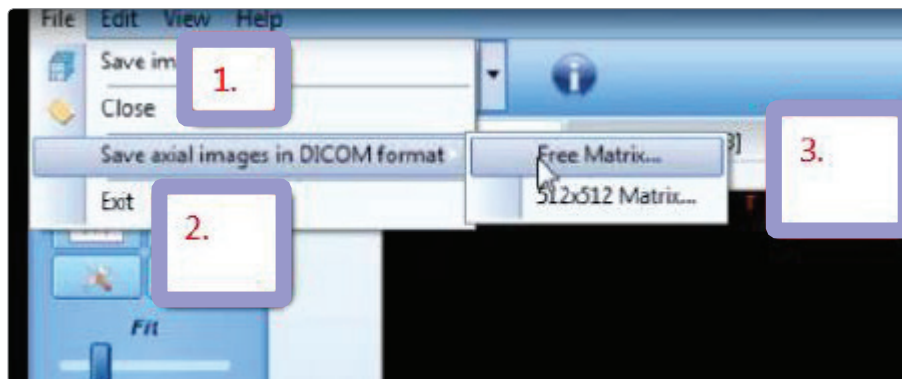 File Edit View Help
Save im
1.
Close
Save axial images in DICOM format
Free Matrix...
3]
3.
Exit
512x512 Matrix...
T
2.
Fit